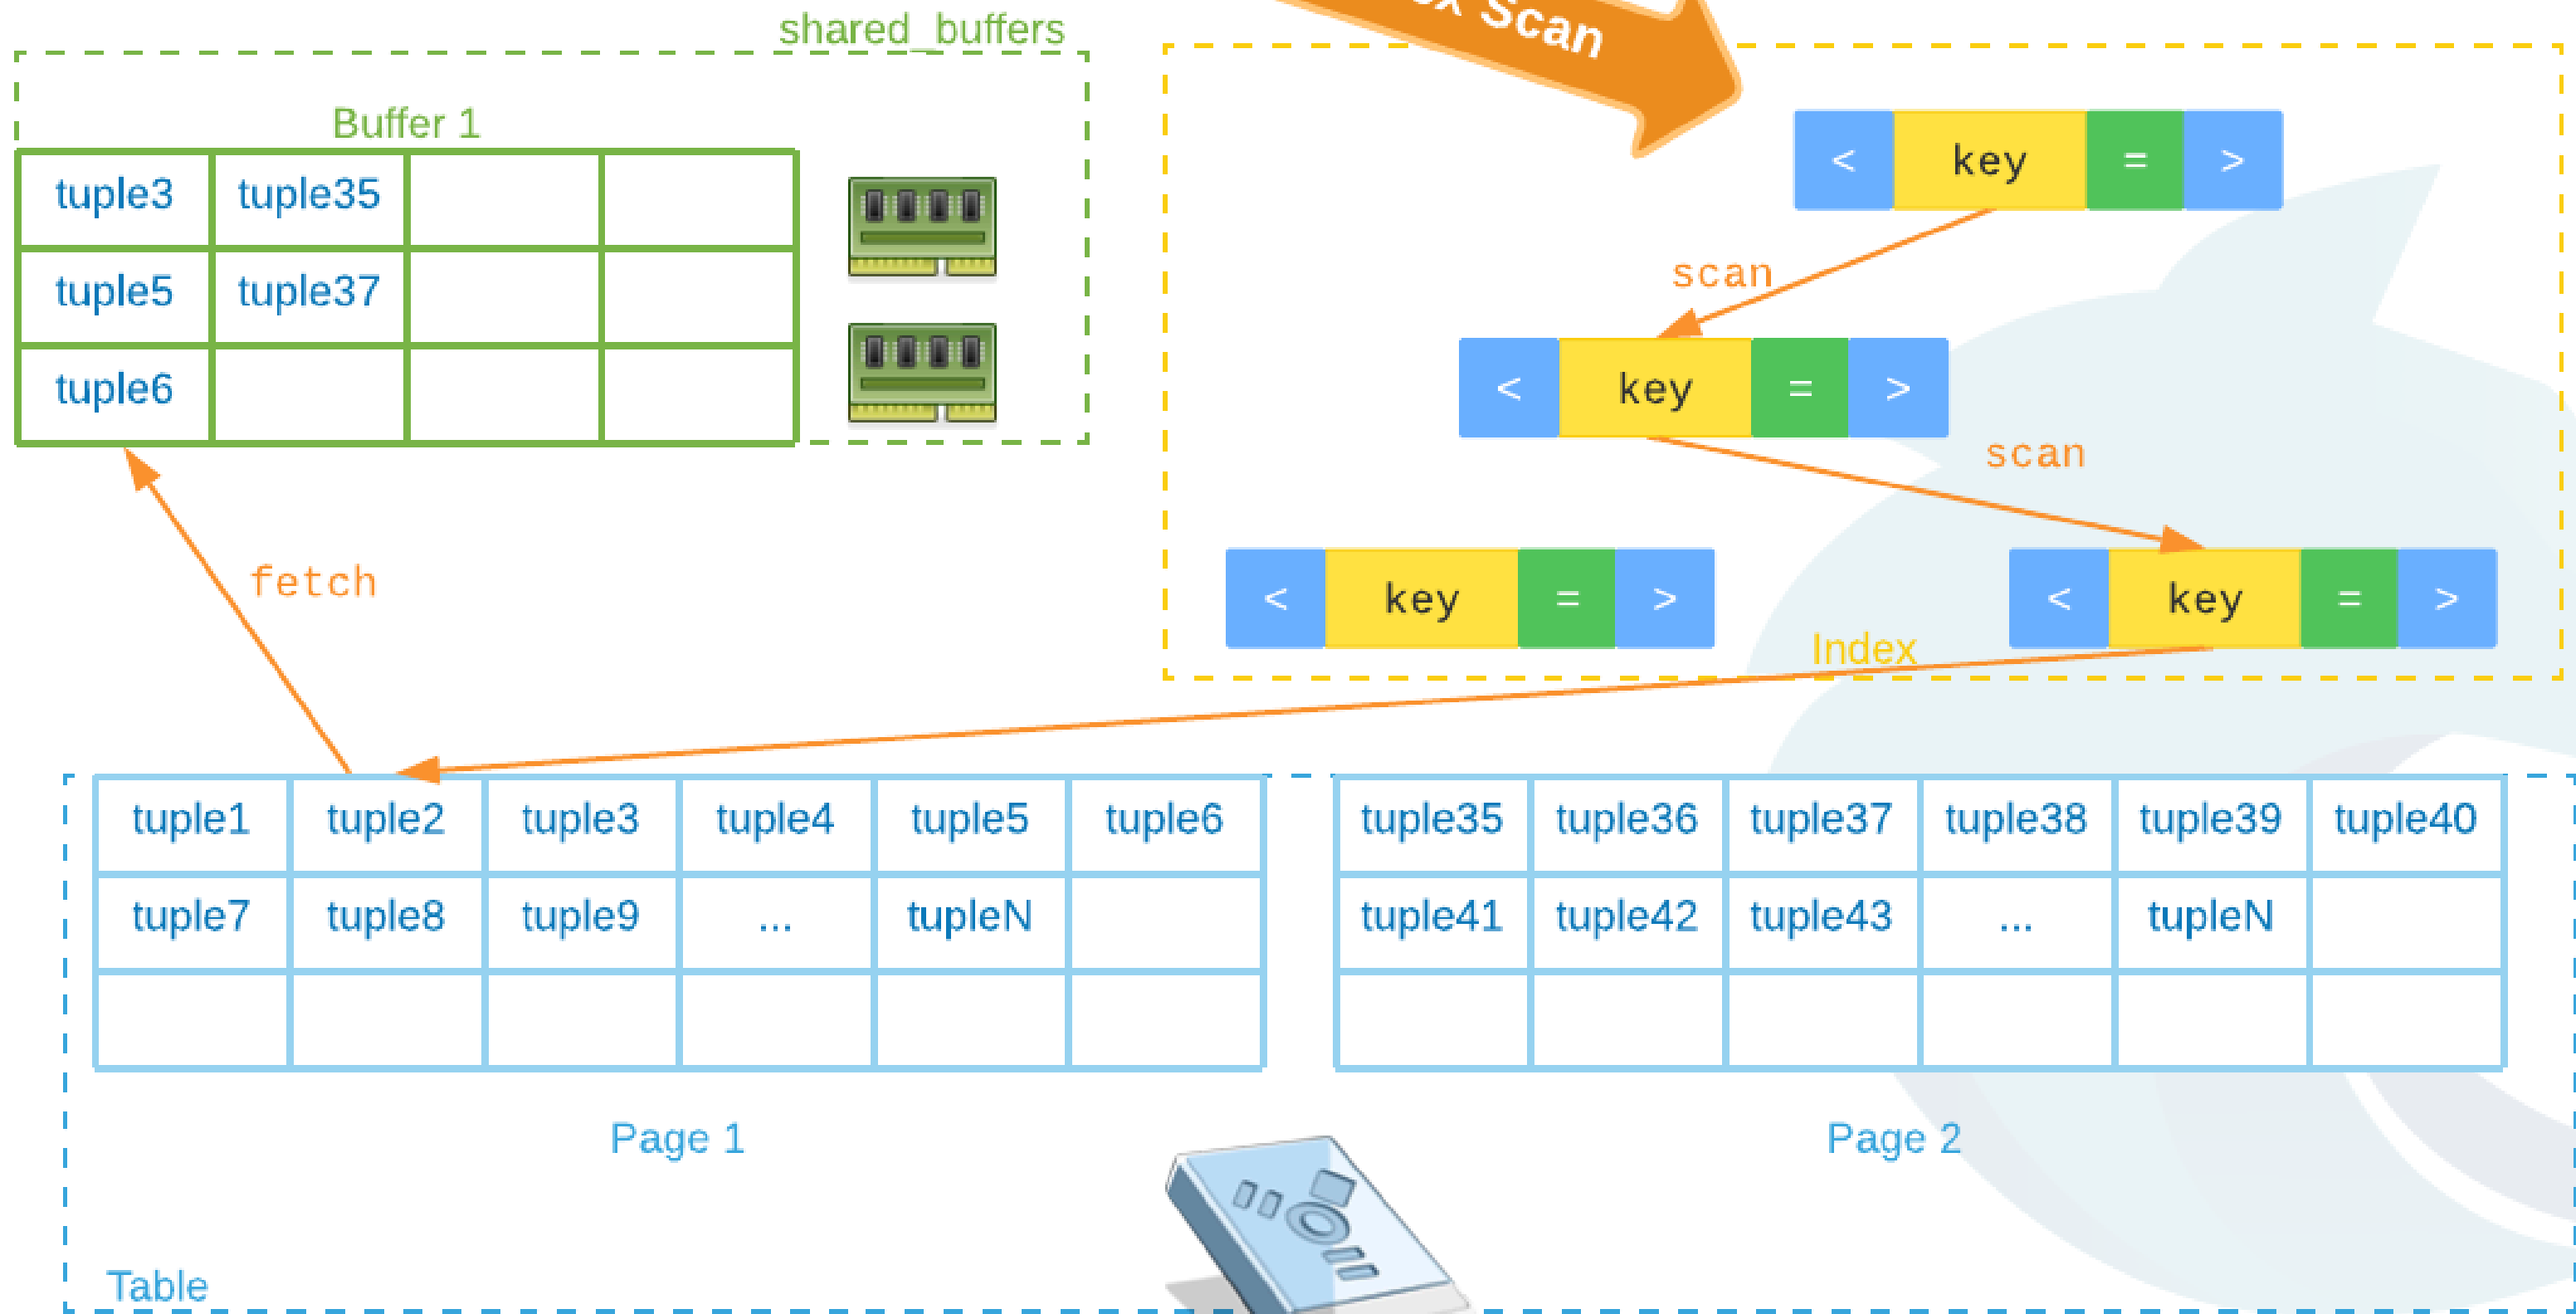 shared_buffers
Scan
Buffer 1
tuple3 tuple35
tuple5 tuple37
tuple6
< key = >
scan
< key = >
scan
< key = >
< key = >
Index
fetch
tuple1 tuple2 tuple3 tuple4 tuple5 tuple6
tuple7 tuple8 tuple9 ... tupleN
Page 1
tuple35 tuple36 tuple37 tuple38 tuple39 tuple40
tuple41 tuple42 tuple43 ... tupleN
Page 2
Table